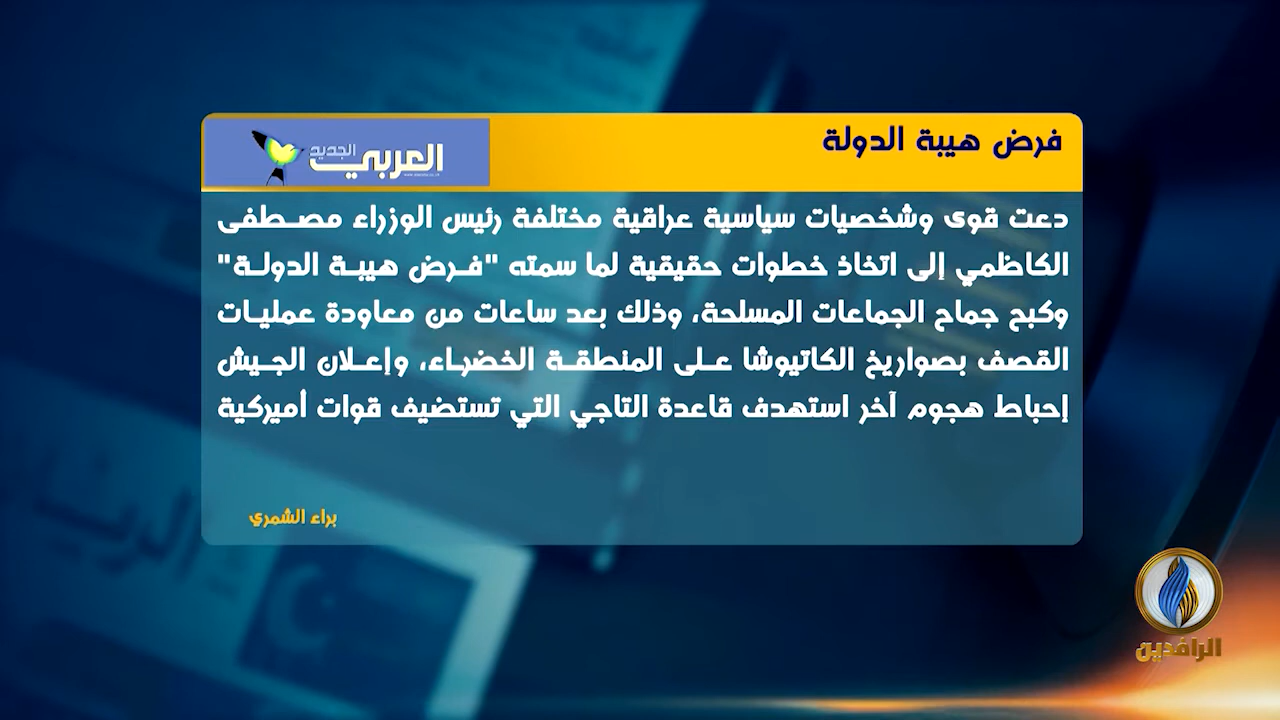 فرض هيبة الدولة
العربي الجديد
دعت قوى وشخصيات سياسية عراقية مختلفة رئيس الوزراء مصطفى
الكاظمي إلى اتخاذ خطوات حقيقية لما سمته "فرض هيبة الدولة"
وكبح جماح الجماعات المسلحة، وذلك بعد ساعات من معاودة عمليات
القصف بصواريخ الكاتيوشا على المنطقة الخضراء، وإعلان الجيش
إحباط هجوم آخر استهدف قاعدة التاجي التي تستضيف قوات أميركية
براء الشمري
الرافدين